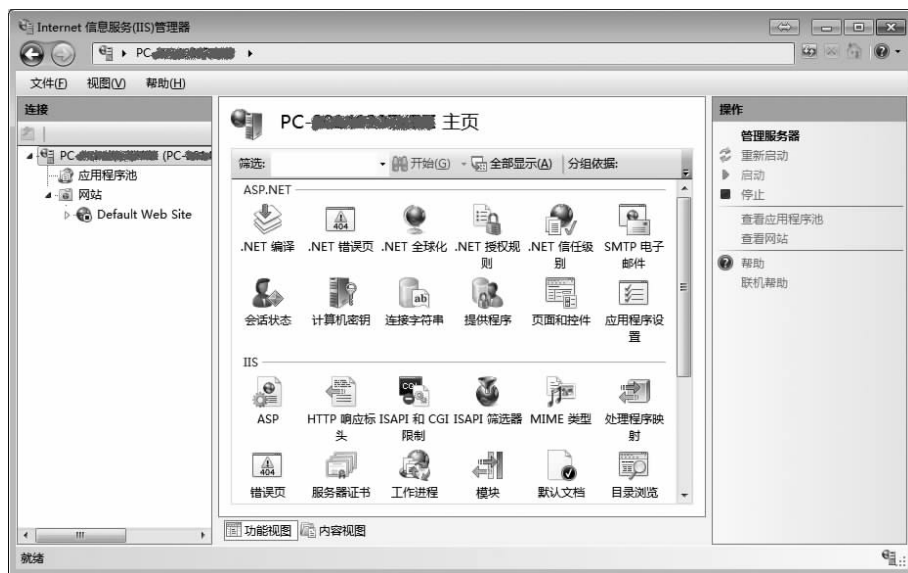 Internet 信息服务(IIS)管理器
PC-
文件(F) 视图(V) 帮助(H)
连接
PC- (PC-
应用程序池
网站
Default Web Site
PC- 主页
筛选: 开始(G) 全部显示(A) 分组依据:
ASP.NET
.NET 编译 .NET 错误页 .NET 全球化 .NET 授权规则 .NET 信任级别 SMTP 电子邮件
会话状态 计算机密钥 连接字符串 提供程序 页面和控件 应用程序设置
IIS
ASP HTTP 响应标头 ISAPI 和 CGI 限制 ISAPI 筛选器 MIME 类型 处理程序映射
错误页 服务器证书 工作进程 模块 默认文档 目录浏览
功能视图 内容视图
操作
管理服务器
重新启动
启动
停止
查看应用程序池
查看网站
帮助
联机帮助
就绪